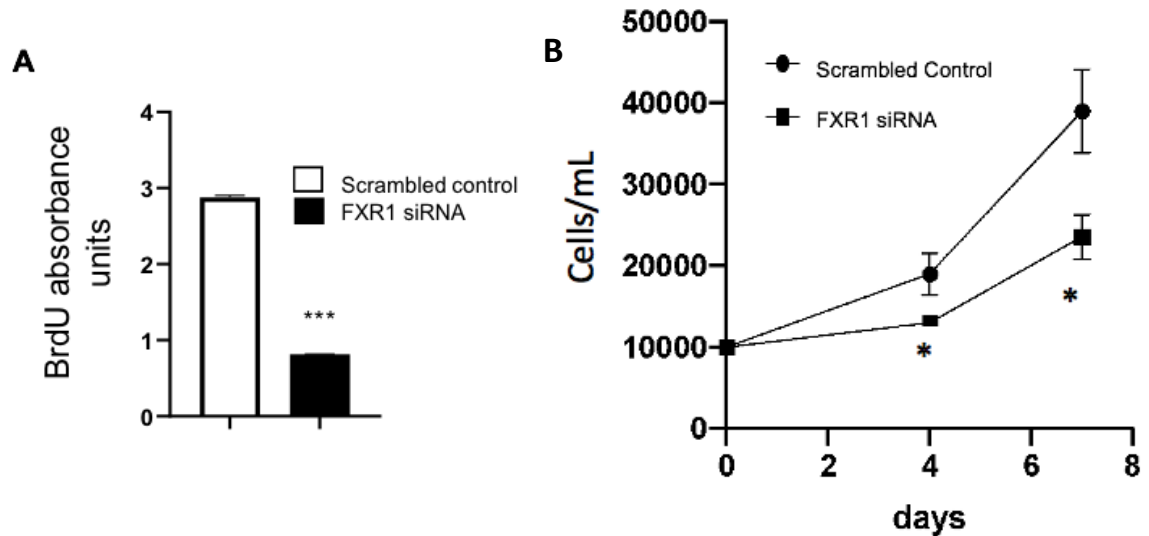 A
BrdU absorbance
units
4
3
2
1
0
Scrambled control
FXR1 siRNA
***
B
Cells/mL
50000
40000
30000
20000
10000
0
Scrambled Control
FXR1 siRNA
*
*
0 2 4 6 8
days